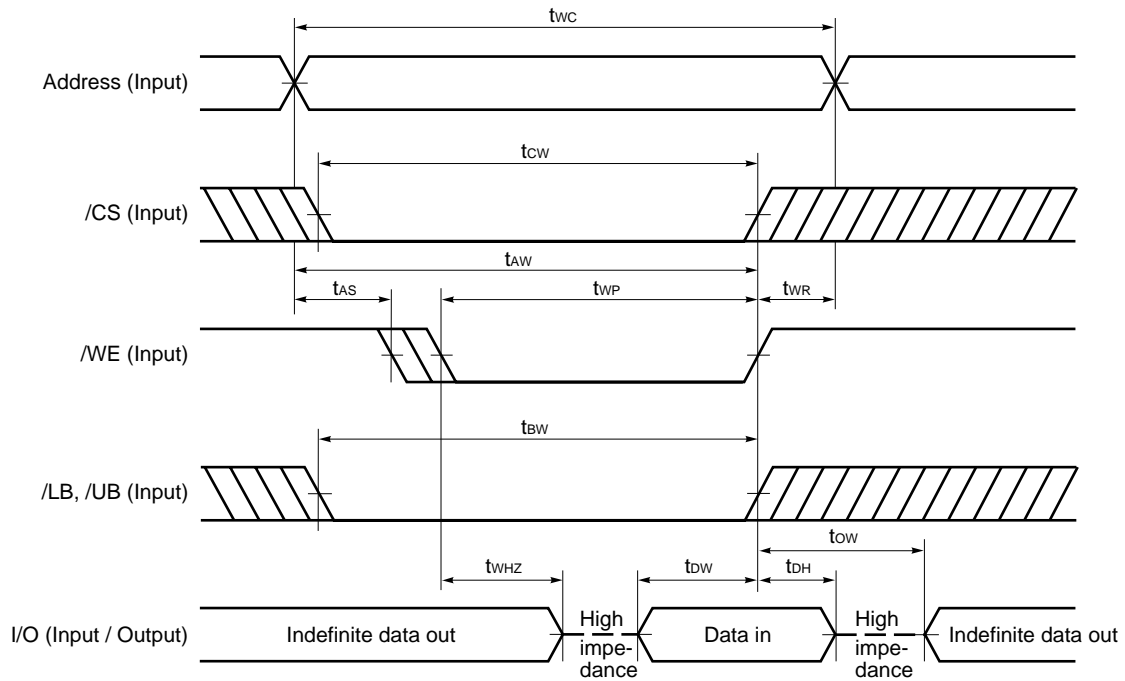 tWC
Address (Input)
tCW
/CS (Input)
tAW
tAS
tWP
tWR
/WE (Input)
tBW
/LB, /UB (Input)
tOW
tWHZ
tDW
tDH
I/O (Input / Output)
Indefinite data out
High
impe-
dance
Data in
High
impe-
dance
Indefinite data out